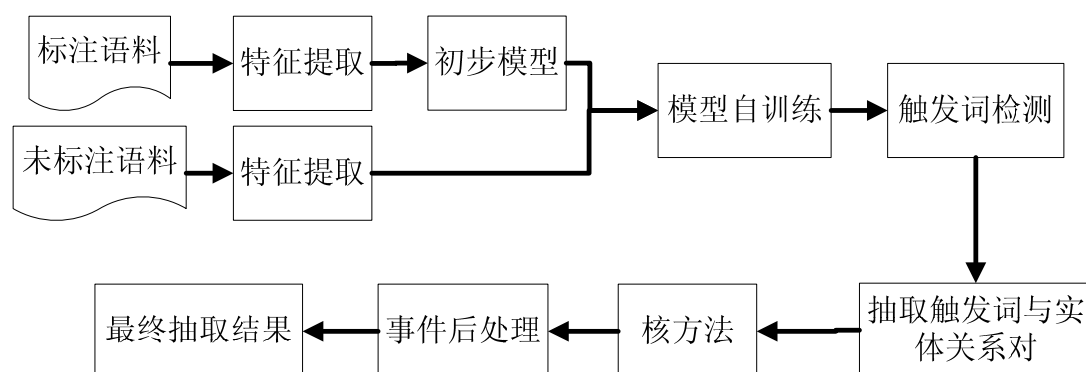 标注语料
特征提取
初步模型
未标注语料
特征提取
模型自训练
触发词检测
抽取触发词与实
体关系对
核方法
事件后处理
最终抽取结果